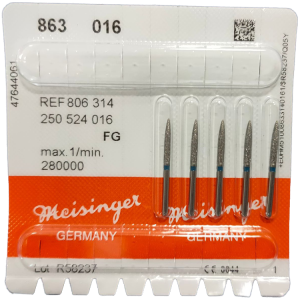 863 016
47644061
REF 806 314
250 524 016
FG
max. 1/min.
280000
Meisinger Meisinger
GERMANY GERMANY
Lot R58237 CE 0044 1